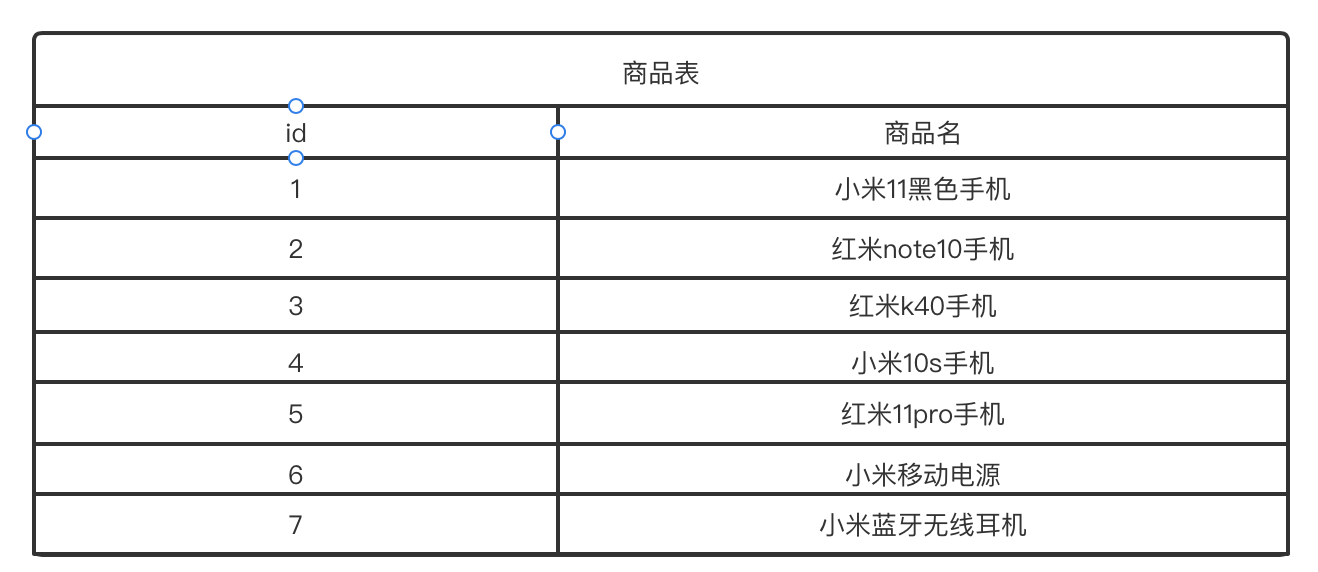 商品表
id 商品名
1 小米11黑色手机
2 红米note10手机
3 红米k40手机
4 小米10s手机
5 红米11pro手机
6 小米移动电源
7 小米蓝牙无线耳机